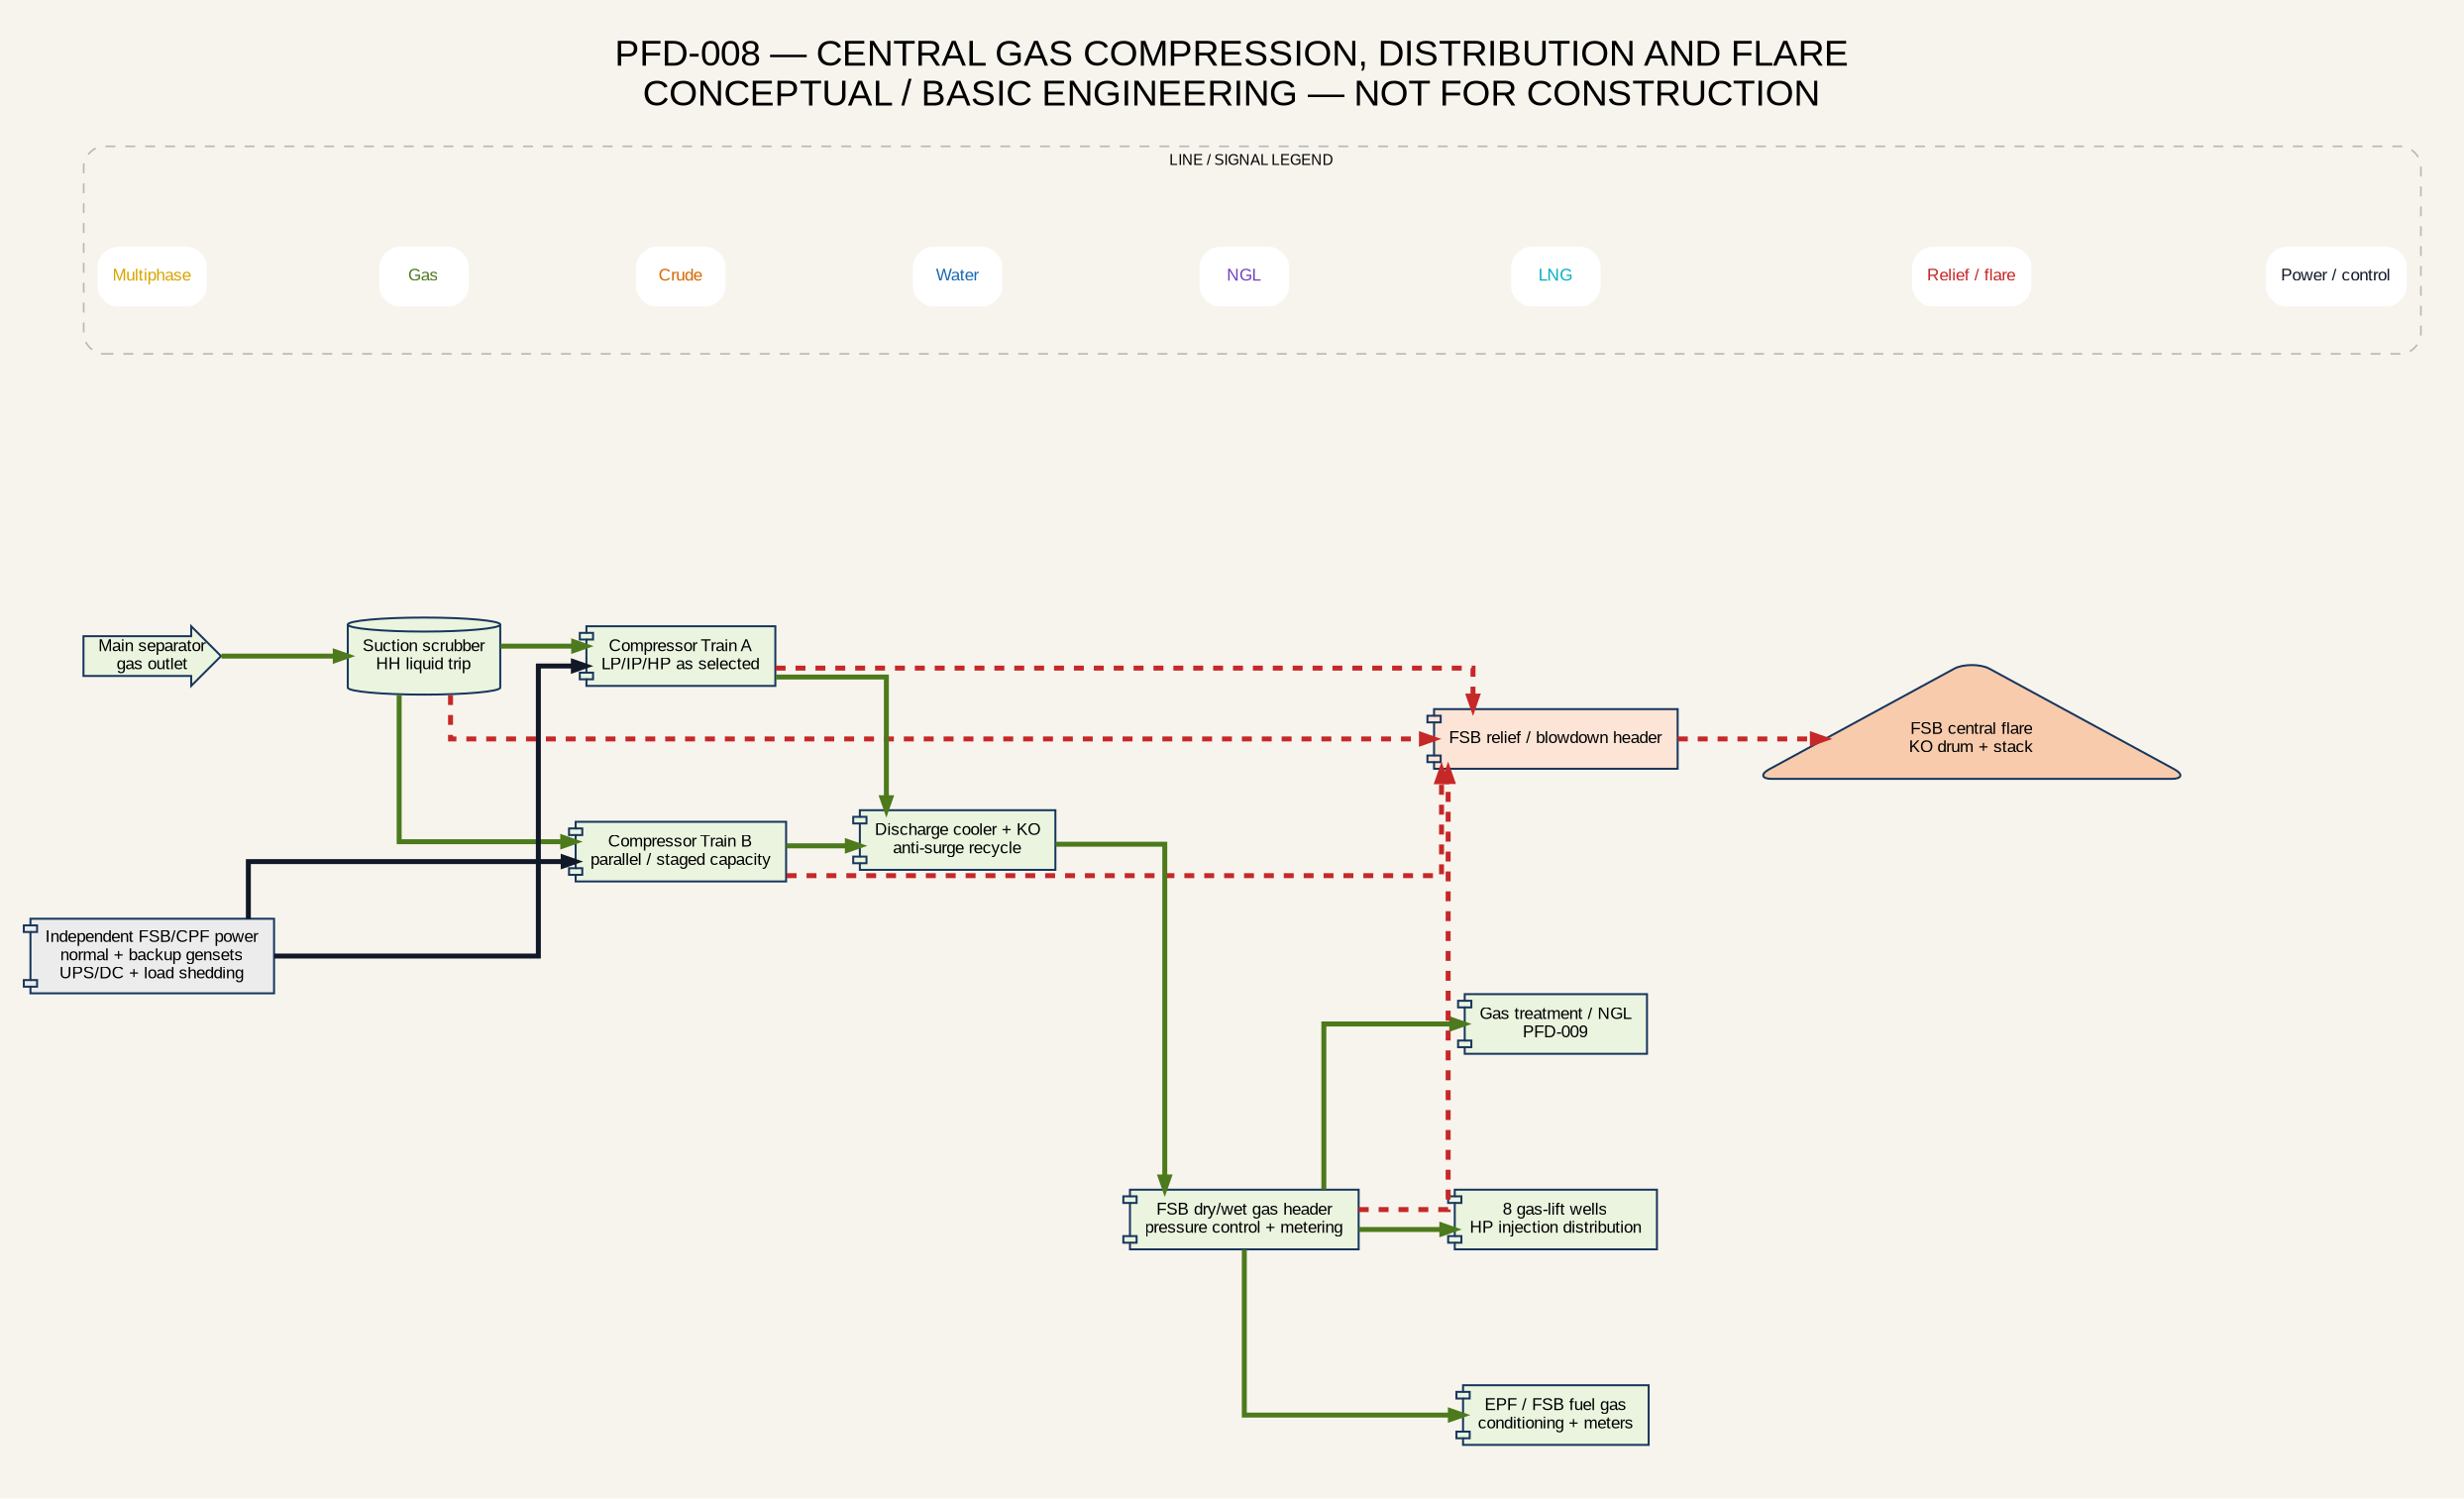 PFD-008 — CENTRAL GAS COMPRESSION, DISTRIBUTION AND FLARE
CONCEPTUAL / BASIC ENGINEERING — NOT FOR CONSTRUCTION
LINE / SIGNAL LEGEND
Multiphase
Gas
Crude
Water
NGL
LNG
Relief / flare
Power / control
Main separator
gas outlet
Suction scrubber
HH liquid trip
Compressor Train A
LP/IP/HP as selected
FSB relief / blowdown header
FSB central flare
KO drum + stack
Compressor Train B
parallel / staged capacity
Discharge cooler + KO
anti-surge recycle
Independent FSB/CPF power
normal + backup gensets
UPS/DC + load shedding
Gas treatment / NGL
PFD-009
FSB dry/wet gas header
pressure control + metering
8 gas-lift wells
HP injection distribution
EPF / FSB fuel gas
conditioning + meters